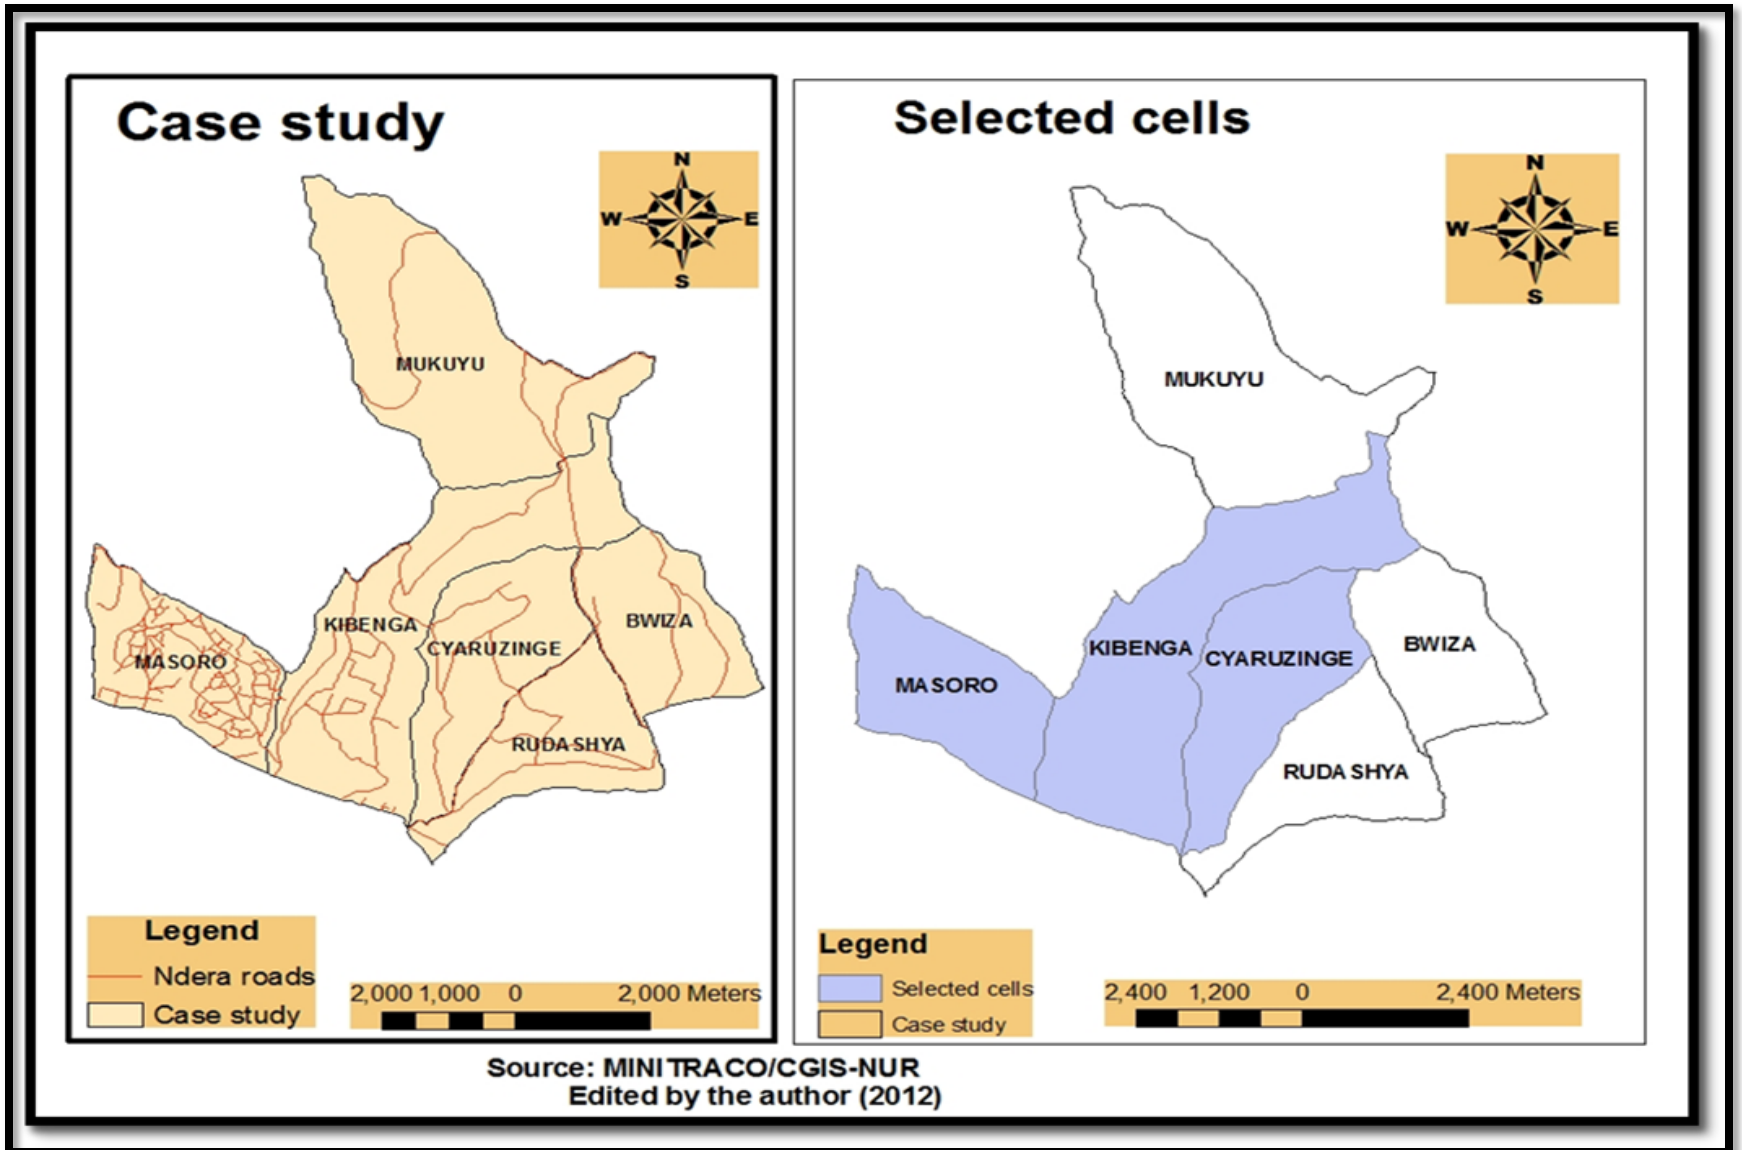 Case study
N
W E
S
MUKUYU
KIBENGA
BWIZA
CYARUZINGE
MASORO
RUDASHYA
Legend
Ndera roads
Case study
2,000 1,000 0 2,000 Meters
Selected cells
N
W E
S
MUKUYU
KIBENGA
BWIZA
CYARUZINGE
MASORO
RUDASHYA
Legend
Selected cells
Case study
2,400 1,200 0 2,400 Meters
Source: MINITRACO/CGIS-NUR
Edited by the author (2012)